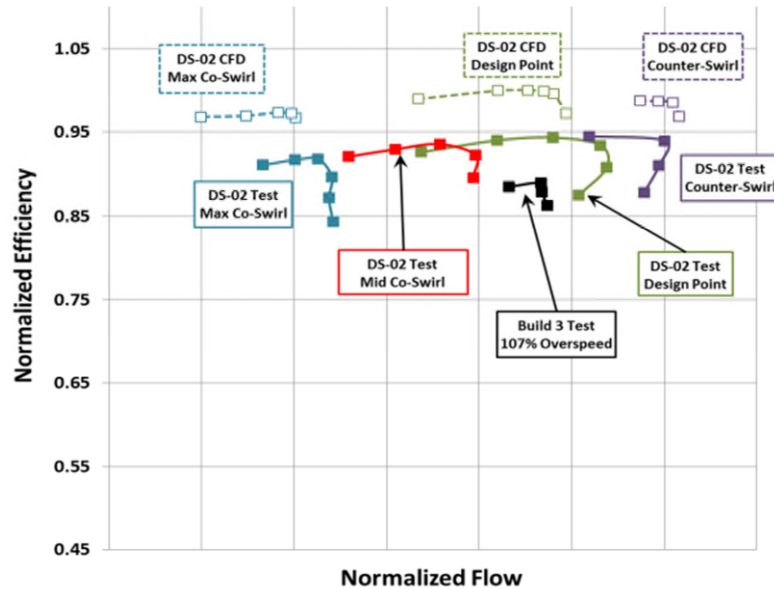 1.05
0.95
0.85
0.75
0.65
0.55
0.45
Normalized Efficiency
Normalized Flow
DS-02 CFD
Max Co-Swirl
DS-02 CFD
Design Point
DS-02 CFD
Counter-Swirl
DS-02 Test
Max Co-Swirl
DS-02 Test
Mid Co-Swirl
Build 3 Test
107% Overspeed
DS-02 Test
Design Point
DS-02 Test
Counter-Swirl